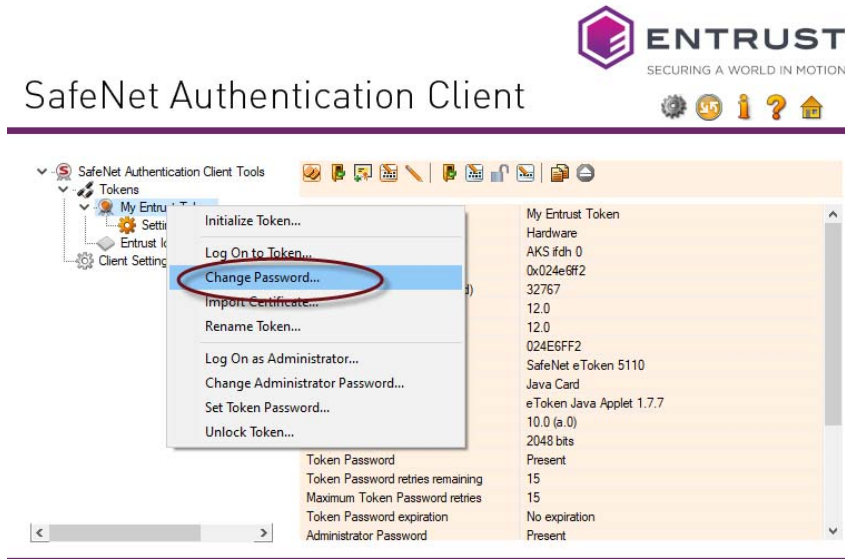 ENTRUST
SECURING A WORLD IN MOTION
SafeNet Authentication Client
SafeNet Authentication Client Tools
Tokens
My Entru
Settin
Entrust Id
Client Setting
Initialize Token...
Log On to Token...
Change Password...
Import Certificate...
Rename Token...
Log On as Administrator...
Change Administrator Password...
Set Token Password...
Unlock Token...
My Entrust Token
Hardware
AKS ifdh 0
0x024e6ff2
32767
12.0
12.0
024E6FF2
SafeNet eToken 5110
Java Card
eToken Java Applet 1.7.7
10.0 (a.0)
2048 bits
Token Password Present
Token Password retries remaining 15
Maximum Token Password retries 15
Token Password expiration No expiration
Administrator Password Present